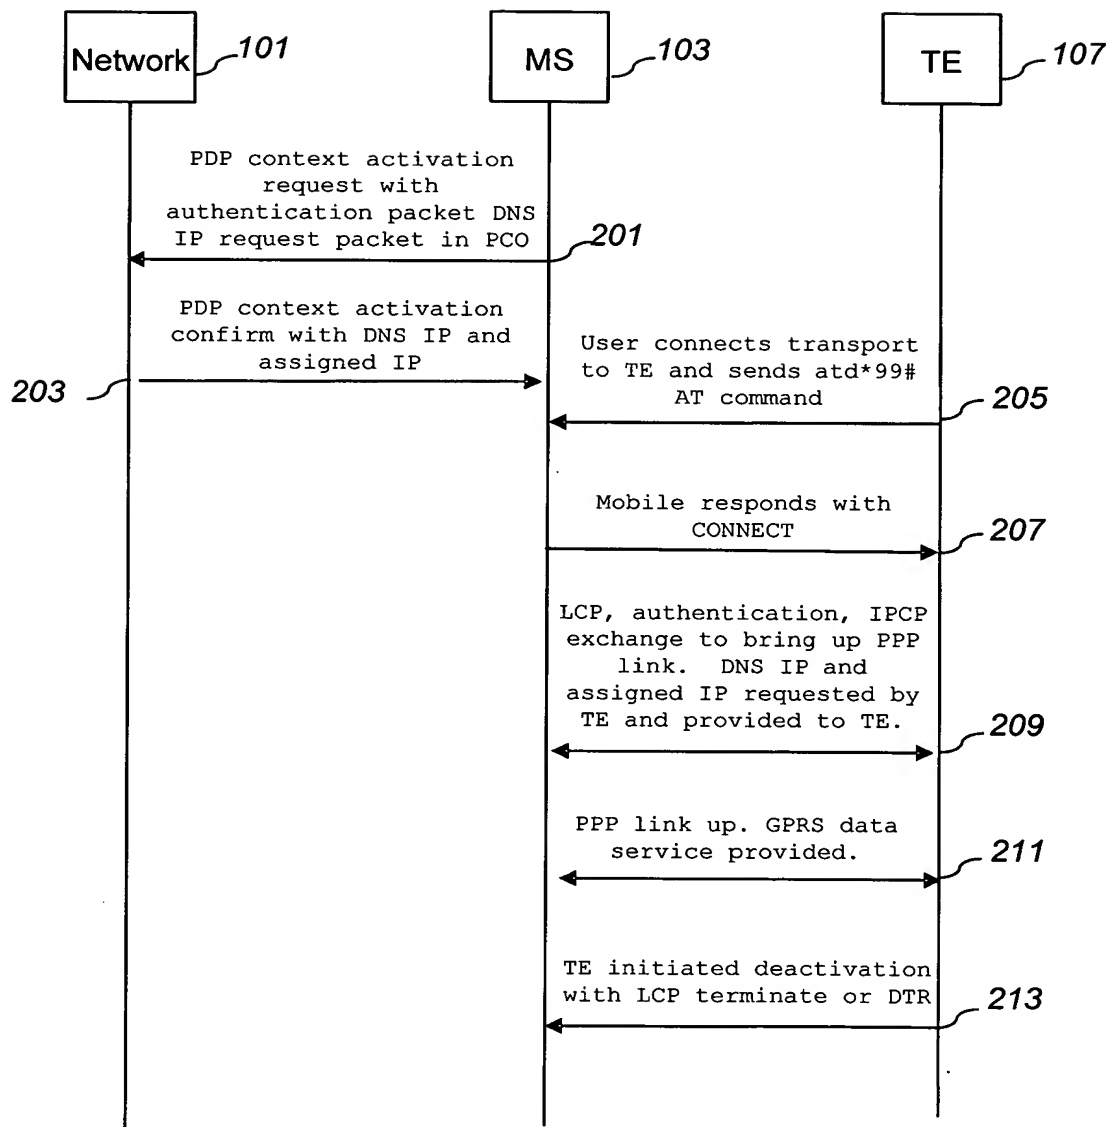 Network
101
MS
103
TE
107
PDP context activation
request with
authentication packet DNS
IP request packet in PCO
201
PDP context activation
confirm with DNS IP and
assigned IP
203
User connects transport
to TE and sends atd*99#
AT command
205
Mobile responds with
CONNECT
207
LCP, authentication, IPCP
exchange to bring up PPP
link. DNS IP and
assigned IP requested by
TE and provided to TE.
209
PPP link up. GPRS data
service provided.
211
TE initiated deactivation
with LCP terminate or DTR
213